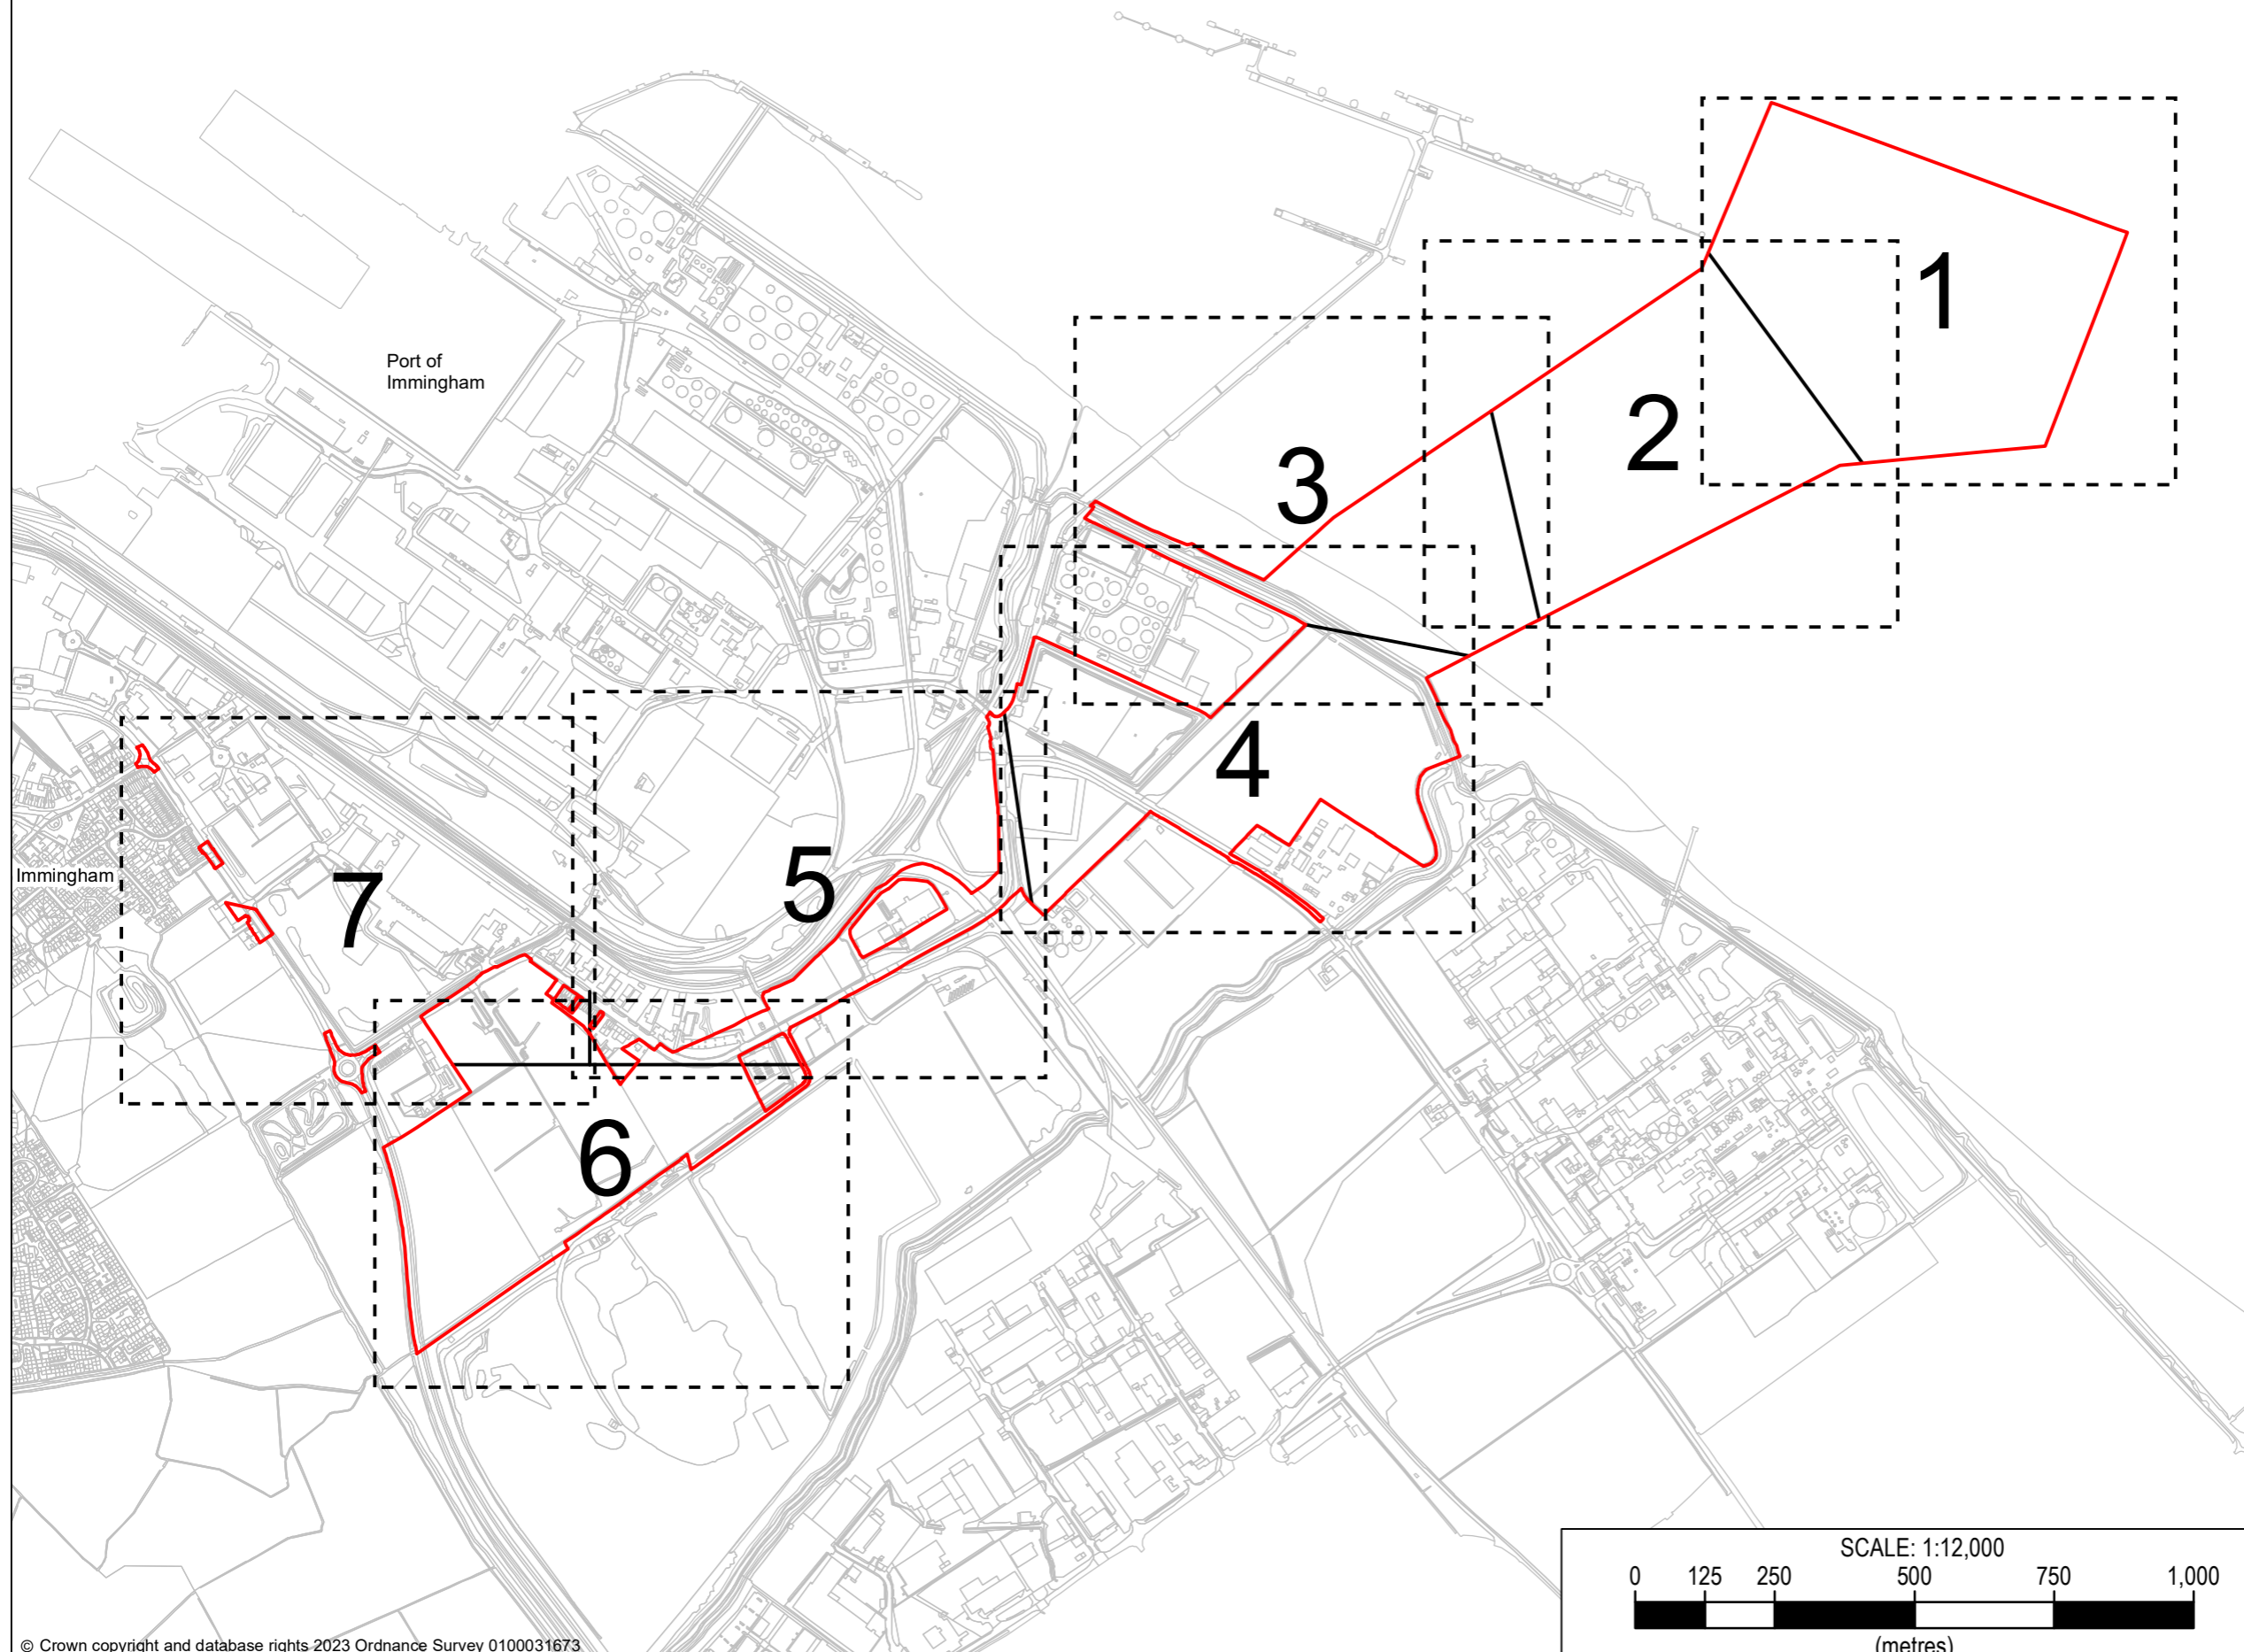 1
Port of
Immingham
2
3
4
5
Immingham
7
6
SCALE: 1:12,000
0 125 250 500 750 1,000
(metres)
© Crown copyright and database rights 2023 Ordnance Survey 0100031673